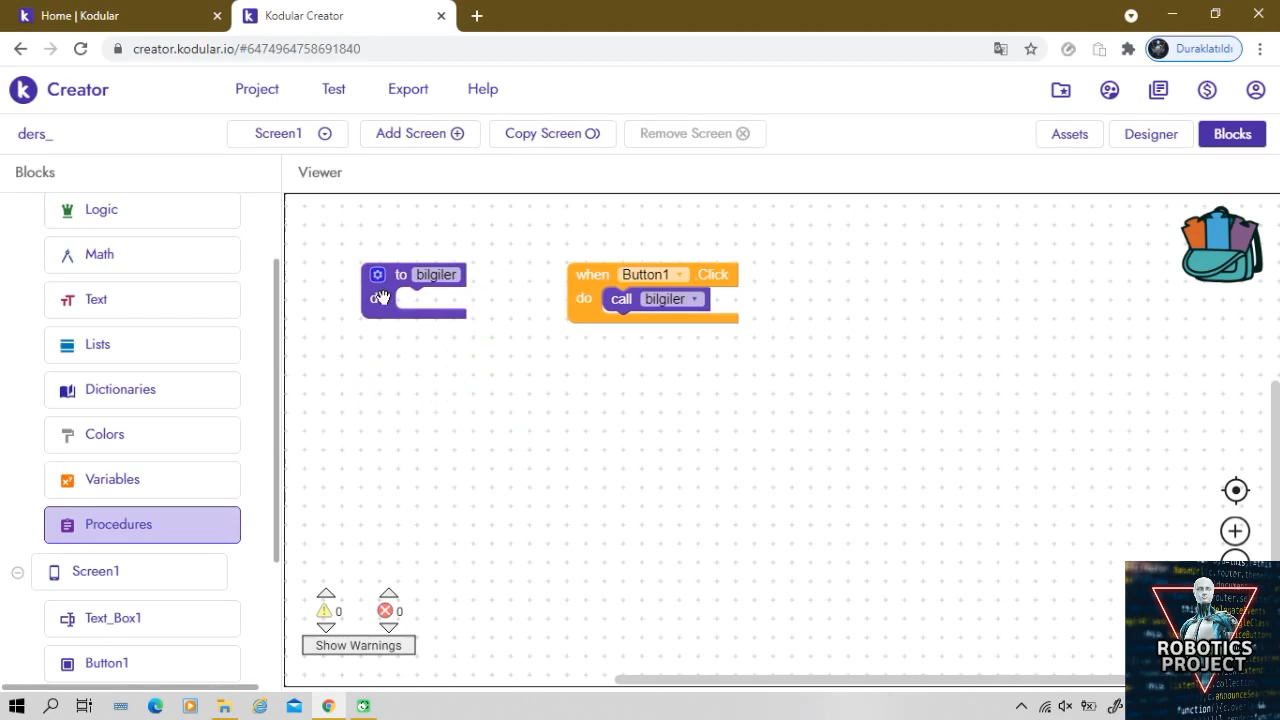 Home | Kodular
Kodular Creator
creator.kodular.io/#6474964758691840
Duraklatıldı
Creator
Project
Test
Export
Help
ders_
Screen1
Add Screen
Copy Screen
Remove Screen
Assets
Designer
Blocks
Blocks
Viewer
Logic
Math
Text
Lists
Dictionaries
Colors
Variables
Procedures
Screen1
Text_Box1
Button1
to bilgiler
when Button1 .Click
do call bilgiler
0
0
Show Warnings
ROBOTICS
PROJECT